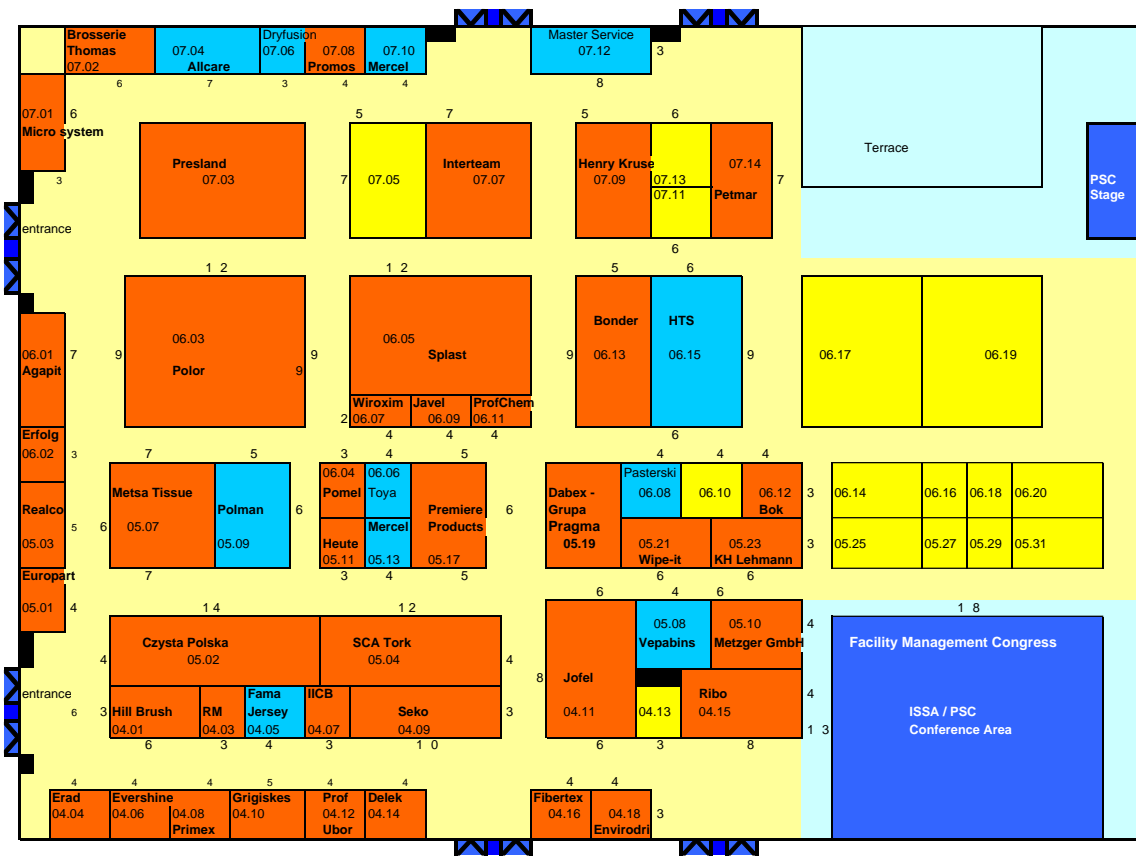 Brosserie
Thomas
07.02
07.04
Allcare
Dryfusion
07.06
07.08
Promos
07.10
Mercel
Master Service
07.12
3
6
7
3
4
4
8
07.01
6
Micro system
3
5
7
5
6
Presland
07.03
7
07.05
Interteam
07.07
Henry Kruse
07.09
07.13
07.11
07.14
Petmar
7
6
Terrace
PSC
Stage
entrance
1 2
1 2
5
6
06.01
Agapit
7
9
06.03
Polor
9
9
06.05
Splast
Bonder
06.13
9
HTS
06.15
9
06.17
06.19
2
Wiroxim
06.07
Javel
06.09
ProfChem
06.11
4
4
4
6
Erfolg
06.02
3
7
5
3
4
5
4
4
4
Metsa Tissue
05.07
6
Polman
05.09
6
06.04
Pomel
06.06
Toya
Premiere
Products
05.17
6
Heute
05.11
Mercel
05.13
Dabex -
Grupa
Pragma
05.19
Pasterski
06.08
06.10
06.12
Bok
3
05.21
Wipe-it
05.23
KH Lehmann
3
06.14
06.16
06.18
06.20
05.25
05.27
05.29
05.31
Realco
05.03
5
7
3
4
5
6
6
Europart
05.01
4
1 4
1 2
6
4
6
1 8
Czysta Polska
05.02
4
SCA Tork
05.04
4
8
Jofel
04.11
05.08
Vepabins
05.10
Metzger GmbH
4
Facility Management Congress
entrance
6
3
Hill Brush
04.01
RM
04.03
Fama
Jersey
04.05
IICB
04.07
Seko
04.09
3
04.13
Ribo
04.15
4
1 3
ISSA / PSC
Conference Area
6
3
4
3
1 0
6
3
8
4
4
4
5
4
4
4
4
Erad
04.04
Evershine
04.06
04.08
Primex
Grigiskes
04.10
Prof
04.12
Ubor
Delek
04.14
Fibertex
04.16
04.18
Envirodri
3